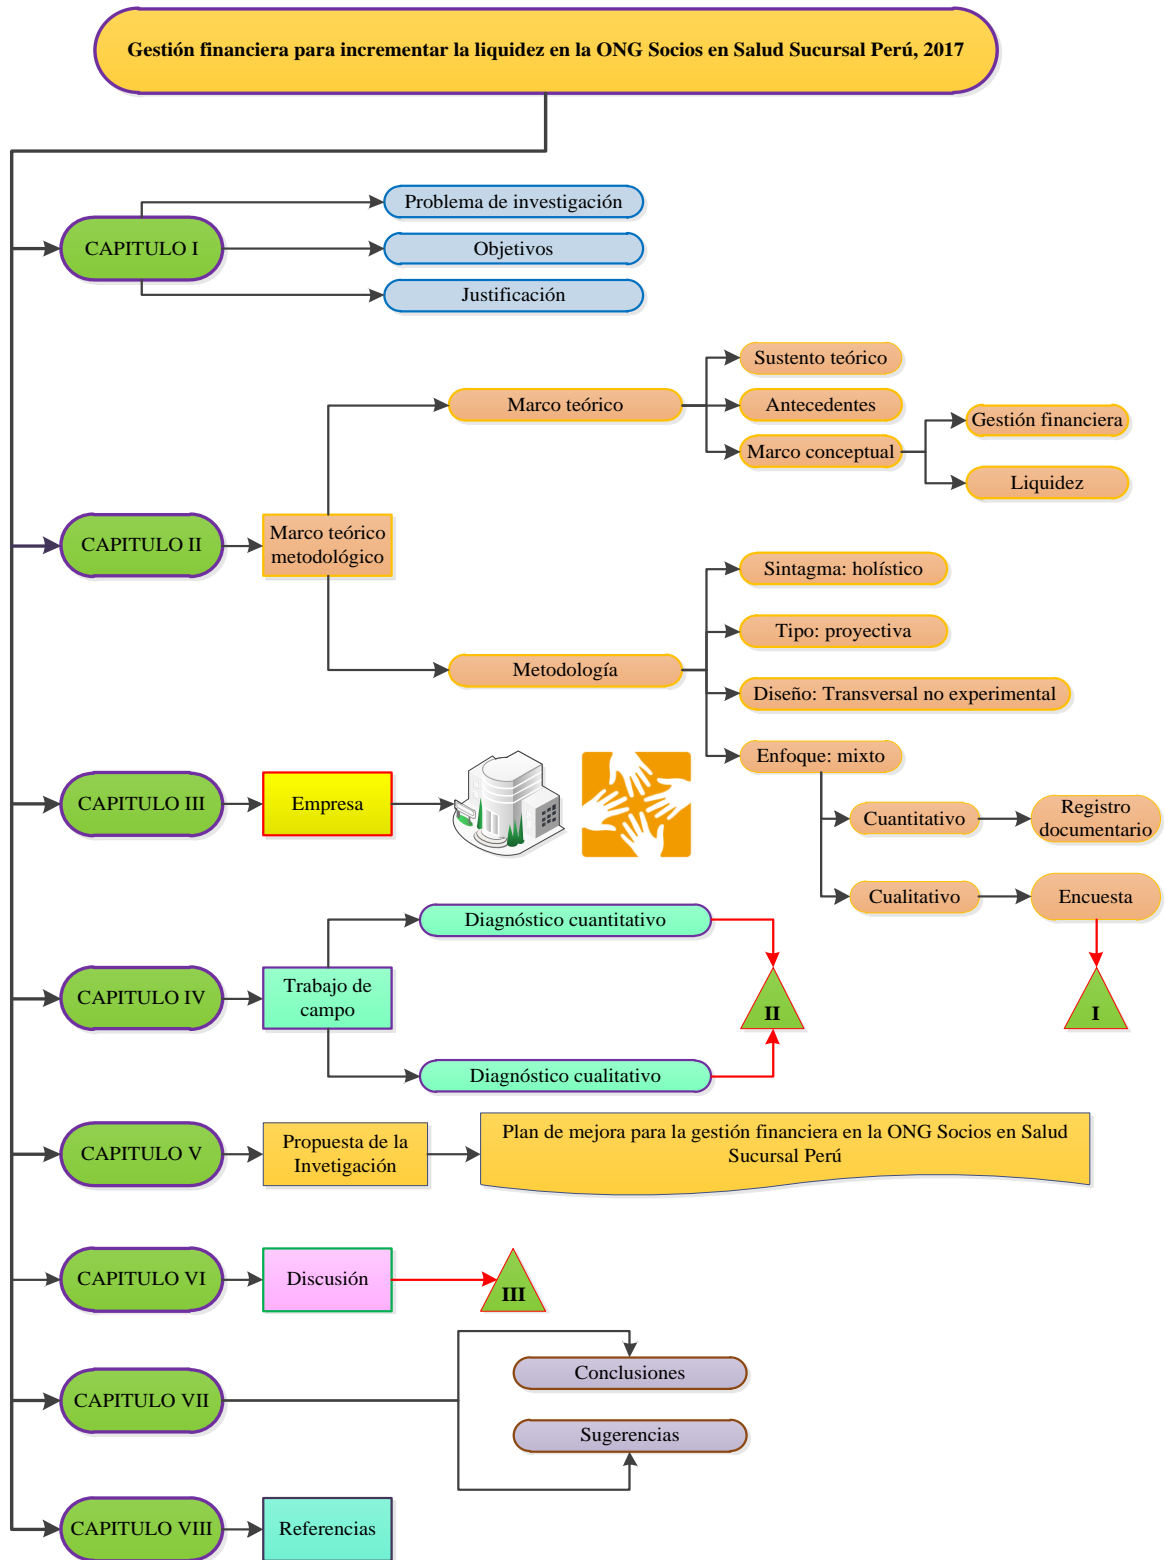 Gestión financiera para incrementar la liquidez en la ONG Socios en Salud Sucursal Perú, 2017
CAPITULO I
Problema de investigación
Objetivos
Justificación
CAPITULO II
Marco teórico
metodológico
Marco teórico
Sustento teórico
Antecedentes
Marco conceptual
Gestión financiera
Liquidez
Metodología
Sintagma: holístico
Tipo: proyectiva
Diseño: Transversal no experimental
Enfoque: mixto
Cuantitativo
Registro
documentario
Cualitativo
Encuesta
I
CAPITULO III
Empresa
CAPITULO IV
Trabajo de
campo
Diagnóstico cuantitativo
Diagnóstico cualitativo
II
CAPITULO V
Propuesta de la
Invetigación
Plan de mejora para la gestión financiera en la ONG Socios en Salud
Sucursal Perú
CAPITULO VI
Discusión
III
CAPITULO VII
Conclusiones
Sugerencias
CAPITULO VIII
Referencias